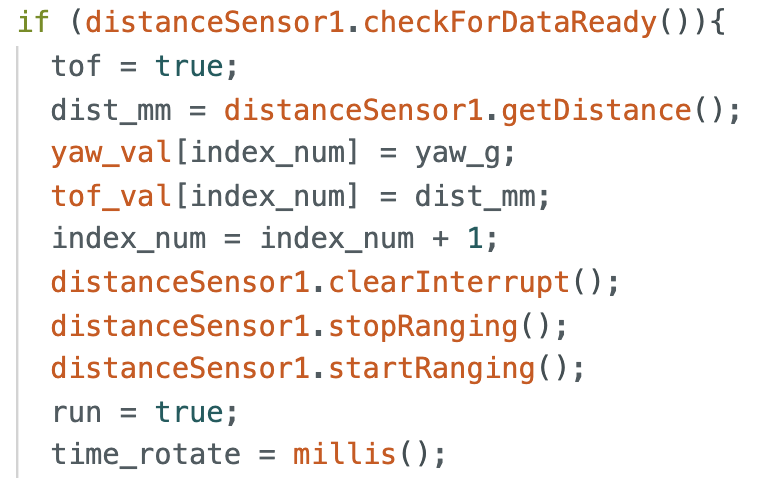 if (distanceSensor1.checkForDataReady()){
tof = true;
dist_mm = distanceSensor1.getDistance();
yaw_val[index_num] = yaw_g;
tof_val[index_num] = dist_mm;
index_num = index_num + 1;
distanceSensor1.clearInterrupt();
distanceSensor1.stopRanging();
distanceSensor1.startRanging();
run = true;
time_rotate = millis();